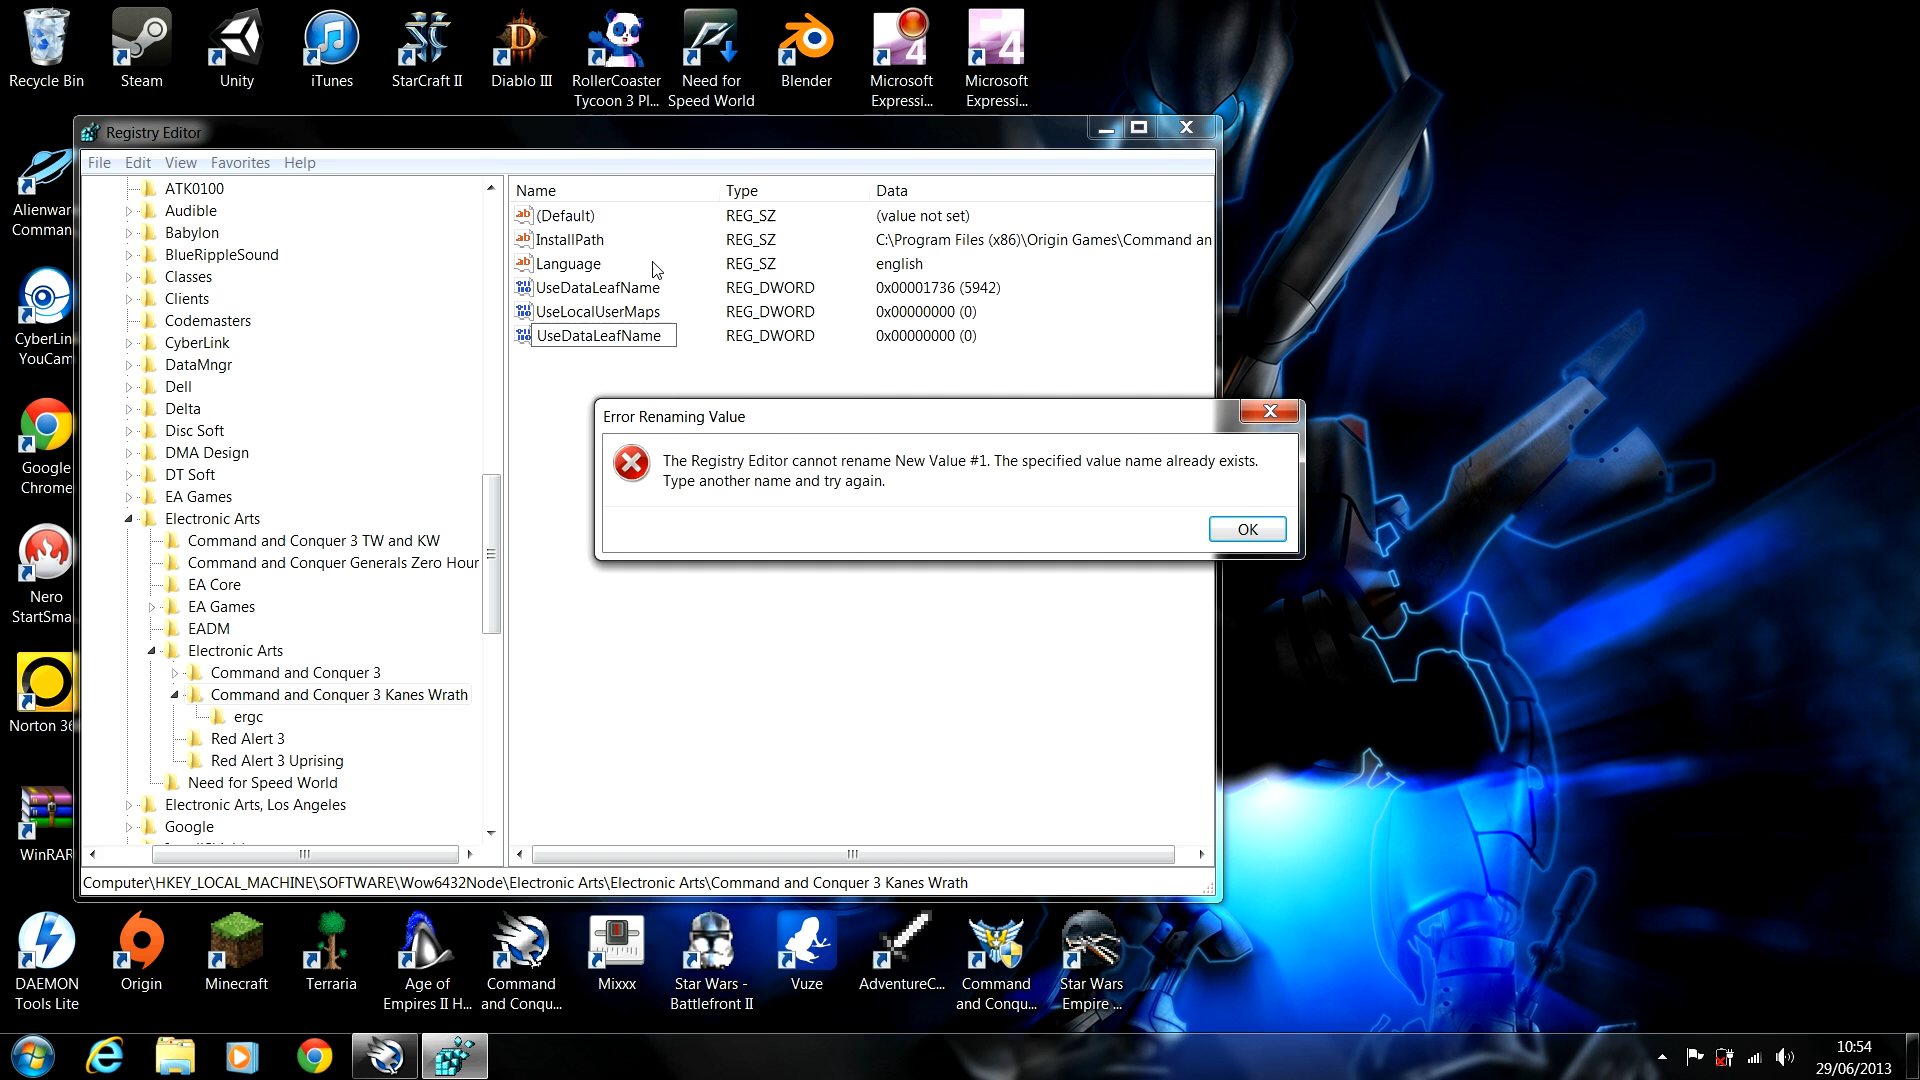 Recycle Bin
Steam
Unity
iTunes
StarCraft II
Diablo III
RollerCoaster
Tycoon 3 Pl...
Need for
Speed World
Blender
Microsoft
Expressi...
Microsoft
Expressi...
Alienwar
Comman
CyberLin
YouCam
Google
Chrome
Nero
StartSma
Norton 36
WinRAR
Registry Editor
File Edit View Favorites Help
ATK0100
Audible
Babylon
BlueRippleSound
Classes
Clients
Codemasters
CyberLink
DataMngr
Dell
Delta
Disc Soft
DMA Design
DT Soft
EA Games
Electronic Arts
Command and Conquer 3 TW and KW
Command and Conquer Generals Zero Hour
EA Core
EA Games
EADM
Electronic Arts
Command and Conquer 3
Command and Conquer 3 Kanes Wrath
ergc
Red Alert 3
Red Alert 3 Uprising
Need for Speed World
Electronic Arts, Los Angeles
Google
Name Type Data
(Default) REG_SZ (value not set)
InstallPath REG_SZ C:\Program Files (x86)\Origin Games\Command an
Language REG_SZ english
UseDataLeafName REG_DWORD 0x00001736 (5942)
UseLocalUserMaps REG_DWORD 0x00000000 (0)
UseDataLeafName REG_DWORD 0x00000000 (0)
Error Renaming Value
The Registry Editor cannot rename New Value #1. The specified value name already exists.
Type another name and try again.
OK
Computer\HKEY_LOCAL_MACHINE\SOFTWARE\Wow6432Node\Electronic Arts\Electronic Arts\Command and Conquer 3 Kanes Wrath
DAEMON
Tools Lite
Origin
Minecraft
Terraria
Age of
Empires II H...
Command
and Conqu...
Mixxx
Star Wars -
Battlefront II
Vuze
AdventureC...
Command
and Conqu...
Star Wars
Empire ...
10:54
29/06/2013